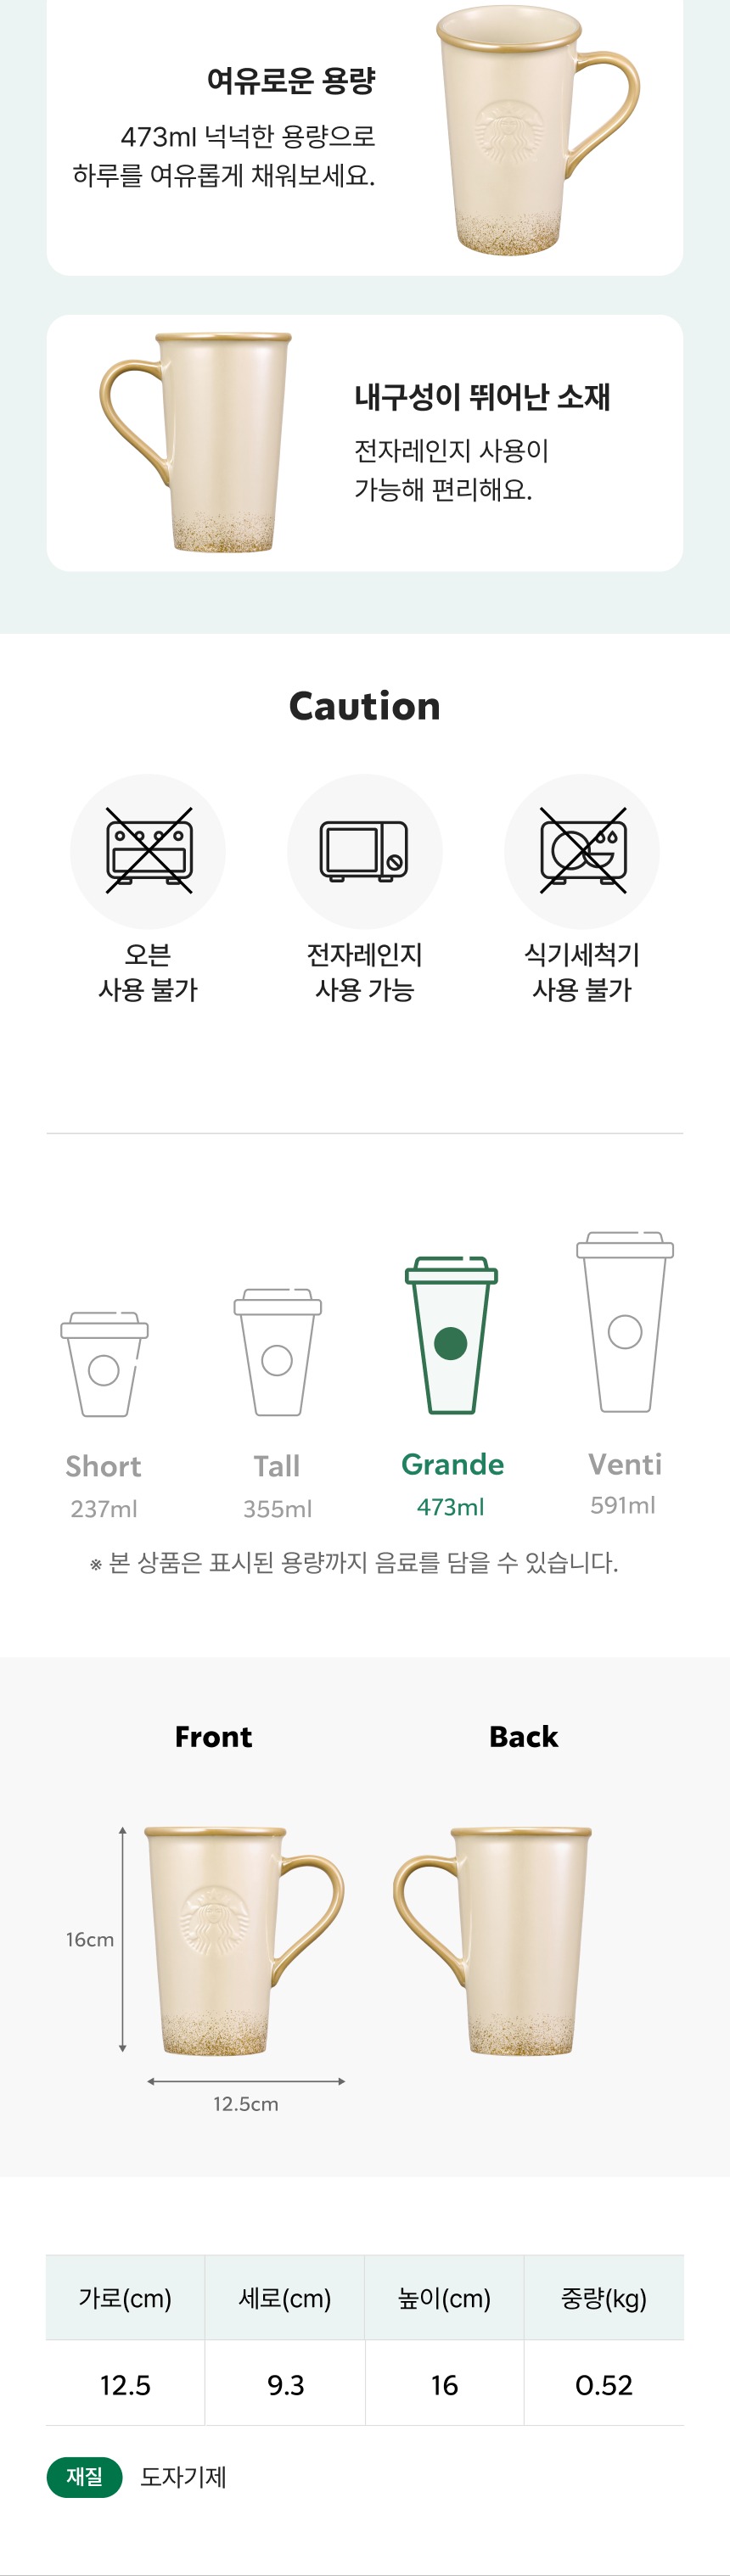 여유로운 용량
473ml 넉넉한 용량으로
하루를 여유롭게 채워보세요.
내구성이 뛰어난 소재
전자레인지 사용이
가능해 편리해요.
Caution
오븐
사용 불가
전자레인지
사용 가능
식기세척기
사용 불가
Short
237ml
Tall
355ml
Grande
473ml
Venti
591ml
※ 본 상품은 표시된 용량까지 음료를 담을 수 있습니다.
Front
Back
16cm
12.5cm
가로(cm) 세로(cm) 높이(cm) 중량(kg)
12.5 9.3 16 0.52
재질 도자기제